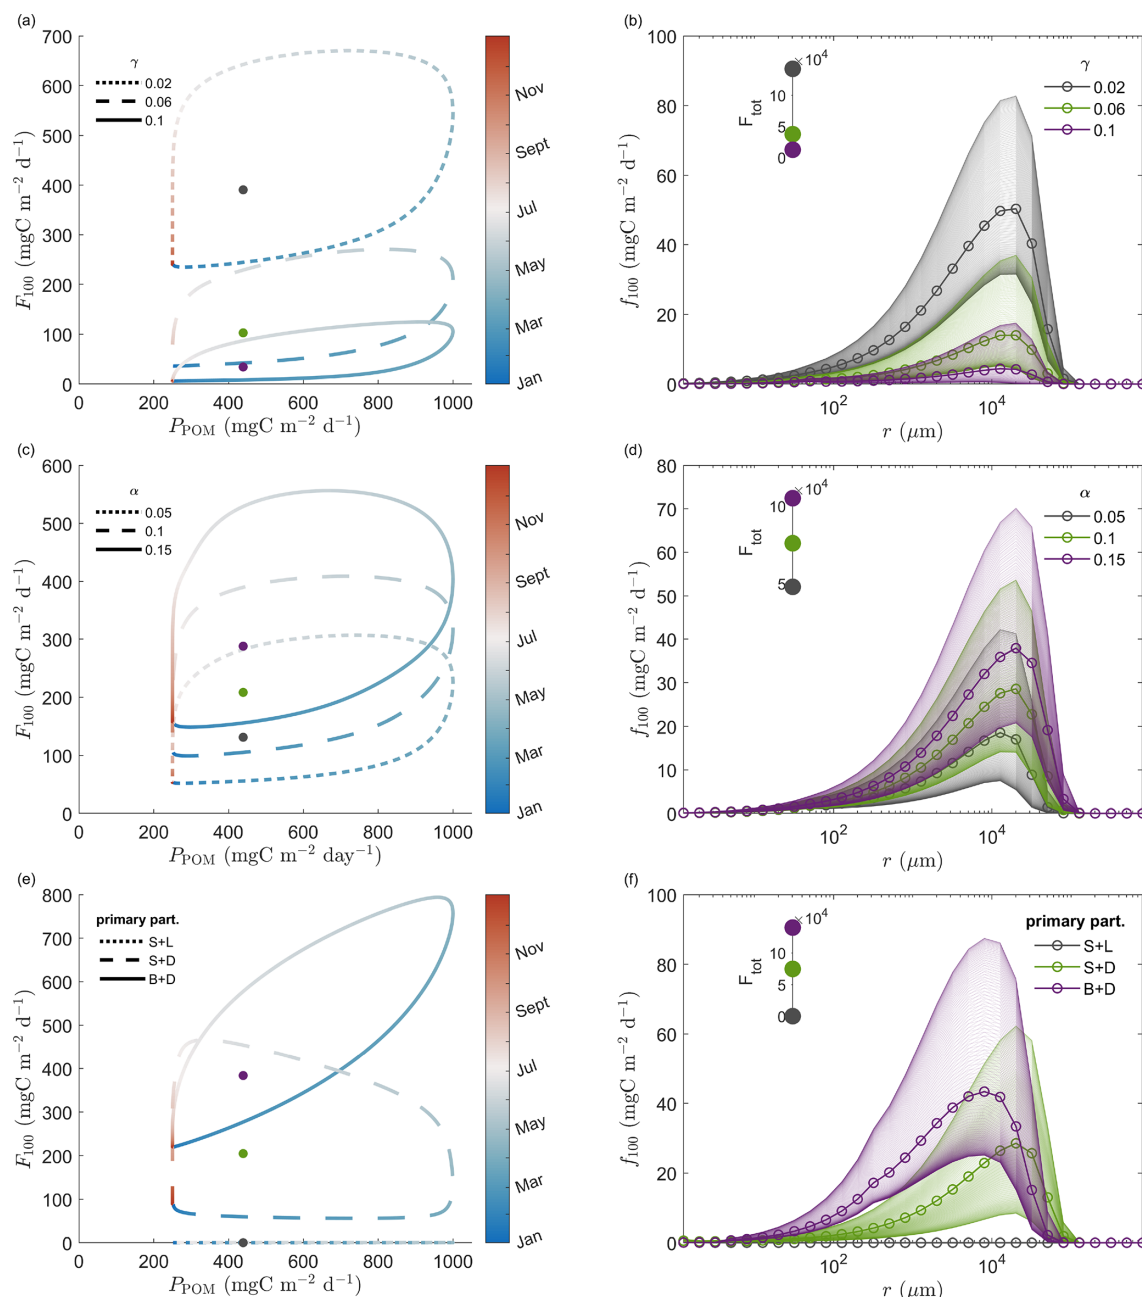 (a)
700
600
500
400
300
200
100
0
F₁₀₀ (mgC m⁻² d⁻¹)
γ
0.02
0.06
0.1
0 200 400 600 800 1000
P_POM (mgC m⁻² d⁻¹)
Nov
Sept
Jul
May
Mar
Jan
(b)
100
80
60
40
20
0
f₁₀₀ (mgC m⁻² d⁻¹)
×10⁴
10
5
0
F_tot
γ
0.02
0.06
0.1
10² 10⁴
r (μm)
(c)
600
500
400
300
200
100
0
F₁₀₀ (mgC m⁻² d⁻¹)
α
0.05
0.1
0.15
0 200 400 600 800 1000
P_POM (mgC m⁻² day⁻¹)
Nov
Sept
Jul
May
Mar
Jan
(d)
80
70
60
50
40
30
20
10
0
f₁₀₀ (mgC m⁻² d⁻¹)
×10⁴
10
5
F_tot
α
0.05
0.1
0.15
10² 10⁴
r (μm)
(e)
800
700
600
500
400
300
200
100
0
F₁₀₀ (mgC m⁻² d⁻¹)
primary part.
S+L
S+D
B+D
0 200 400 600 800 1000
P_POM (mgC m⁻² d⁻¹)
Nov
Sept
Jul
May
Mar
Jan
(f)
100
80
60
40
20
0
f₁₀₀ (mgC m⁻² d⁻¹)
×10⁴
10
5
0
F_tot
primary part.
S+L
S+D
B+D
10² 10⁴
r (μm)